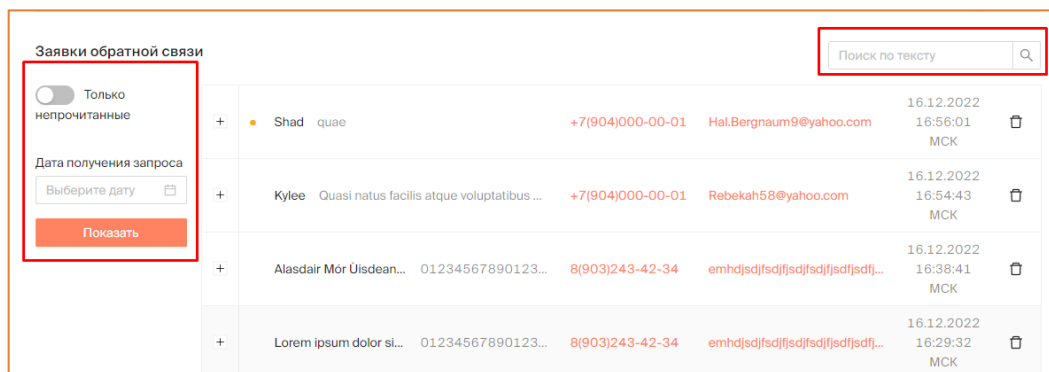 Заявки обратной связи
Поиск по тексту
Только
непрочитанные
Дата получения запроса
Выберите дату
Показать
+ Shad quae +7(904)000-00-01 Hal.Bergnaum9@yahoo.com 16.12.2022
16:56:01
МСК
+ Kylee Quasi natus facilis atque voluptatibus ... +7(904)000-00-01 Rebekah58@yahoo.com 16.12.2022
16:54:43
МСК
+ Alasdair Mór Ùisdean... 01234567890123... 8(903)243-42-34 emhdjsdjfsdjfjsdjfjsdfjsdfjsdfj... 16.12.2022
16:38:41
МСК
+ Lorem ipsum dolor si... 01234567890123... 8(903)243-42-34 emhdjsdjfsdjfjsdjfjsdfjsdfjsdfj... 16.12.2022
16:29:32
МСК